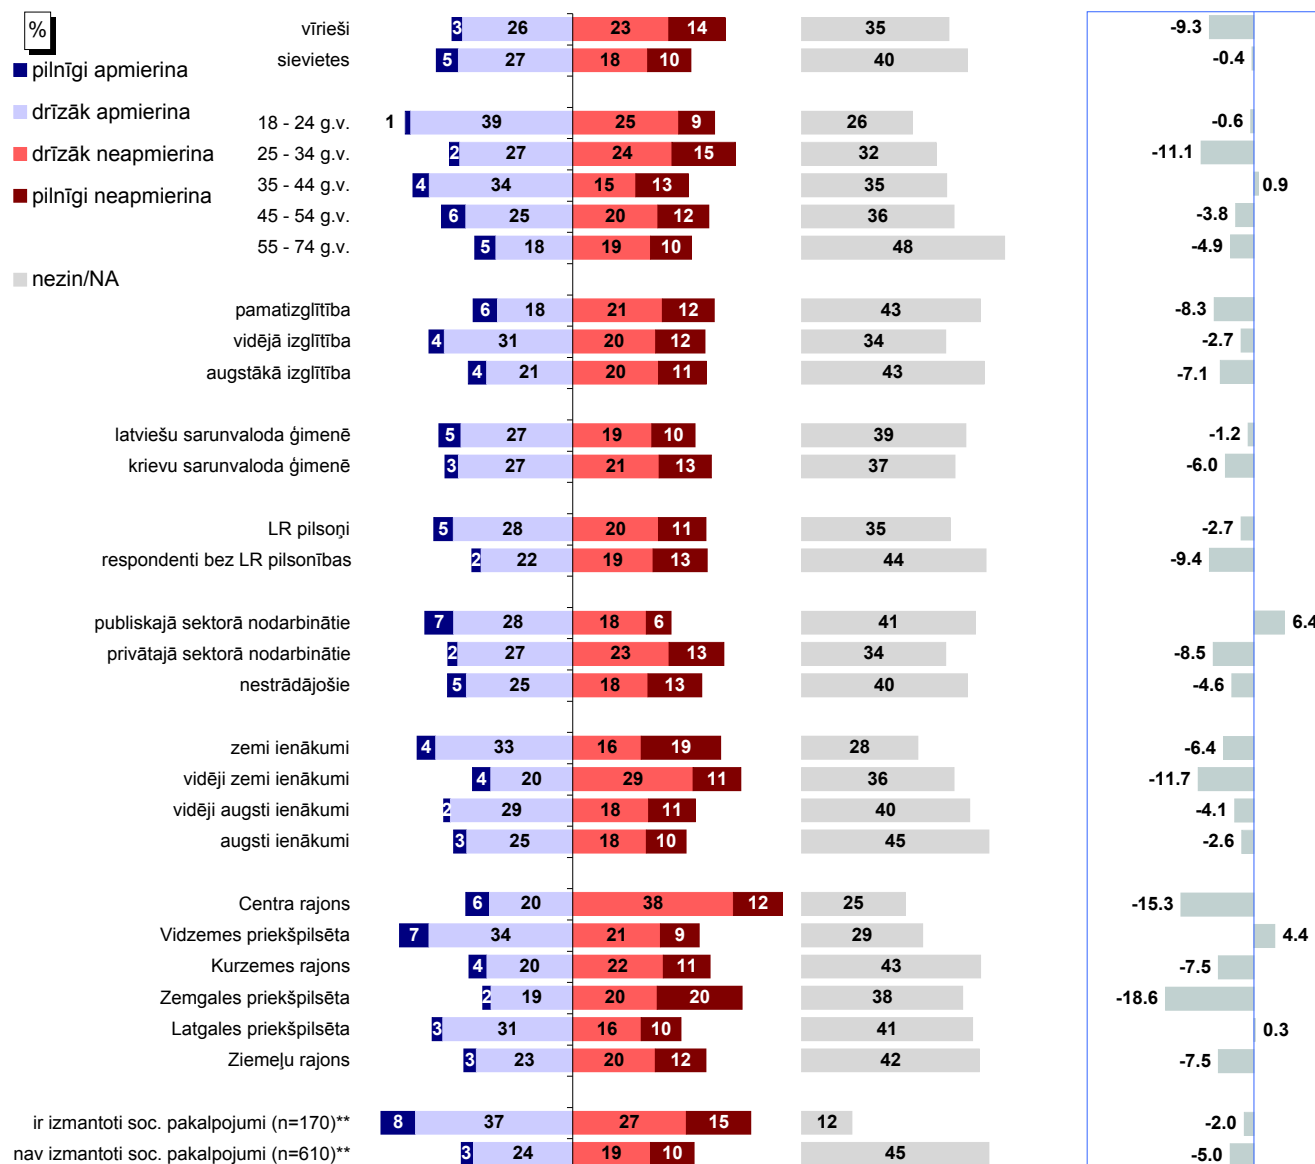 %
pilnīgi apmierina
drīzāk apmierina
drīzāk neapmierina
pilnīgi neapmierina
nezin/NA
vīrieši 3 26 23 14 35 -9.3
sievietes 5 27 18 10 40 -0.4
18 - 24 g.v. 1 39 25 9 26 -0.6
25 - 34 g.v. 2 27 24 15 32 -11.1
35 - 44 g.v. 4 34 15 13 35 0.9
45 - 54 g.v. 6 25 20 12 36 -3.8
55 - 74 g.v. 5 18 19 10 48 -4.9
pamatizglītība 6 18 21 12 43 -8.3
vidējā izglītība 4 31 20 12 34 -2.7
augstākā izglītība 4 21 20 11 43 -7.1
latviešu sarunvaloda ģimenē 5 27 19 10 39 -1.2
krievu sarunvaloda ģimenē 3 27 21 13 37 -6.0
LR pilsoņi 5 28 20 11 35 -2.7
respondenti bez LR pilsonības 2 22 19 13 44 -9.4
publiskajā sektorā nodarbinātie 7 28 18 6 41 6.4
privātajā sektorā nodarbinātie 2 27 23 13 34 -8.5
nestrādājošie 5 25 18 13 40 -4.6
zemi ienākumi 4 33 16 19 28 -6.4
vidēji zemi ienākumi 4 20 29 11 36 -11.7
vidēji augsti ienākumi 2 29 18 11 40 -4.1
augsti ienākumi 3 25 18 10 45 -2.6
Centra rajons 6 20 38 12 25 -15.3
Vidzemes priekšpilsēta 7 34 21 9 29 4.4
Kurzemes rajons 4 20 22 11 43 -7.5
Zemgales priekšpilsēta 2 19 20 20 38 -18.6
Latgales priekšpilsēta 3 31 16 10 41 0.3
Ziemeļu rajons 3 23 20 12 42 -7.5
ir izmantoti soc. pakalpojumi (n=170)** 8 37 27 15 12 -2.0
nav izmantoti soc. pakalpojumi (n=610)** 3 24 19 10 45 -5.0